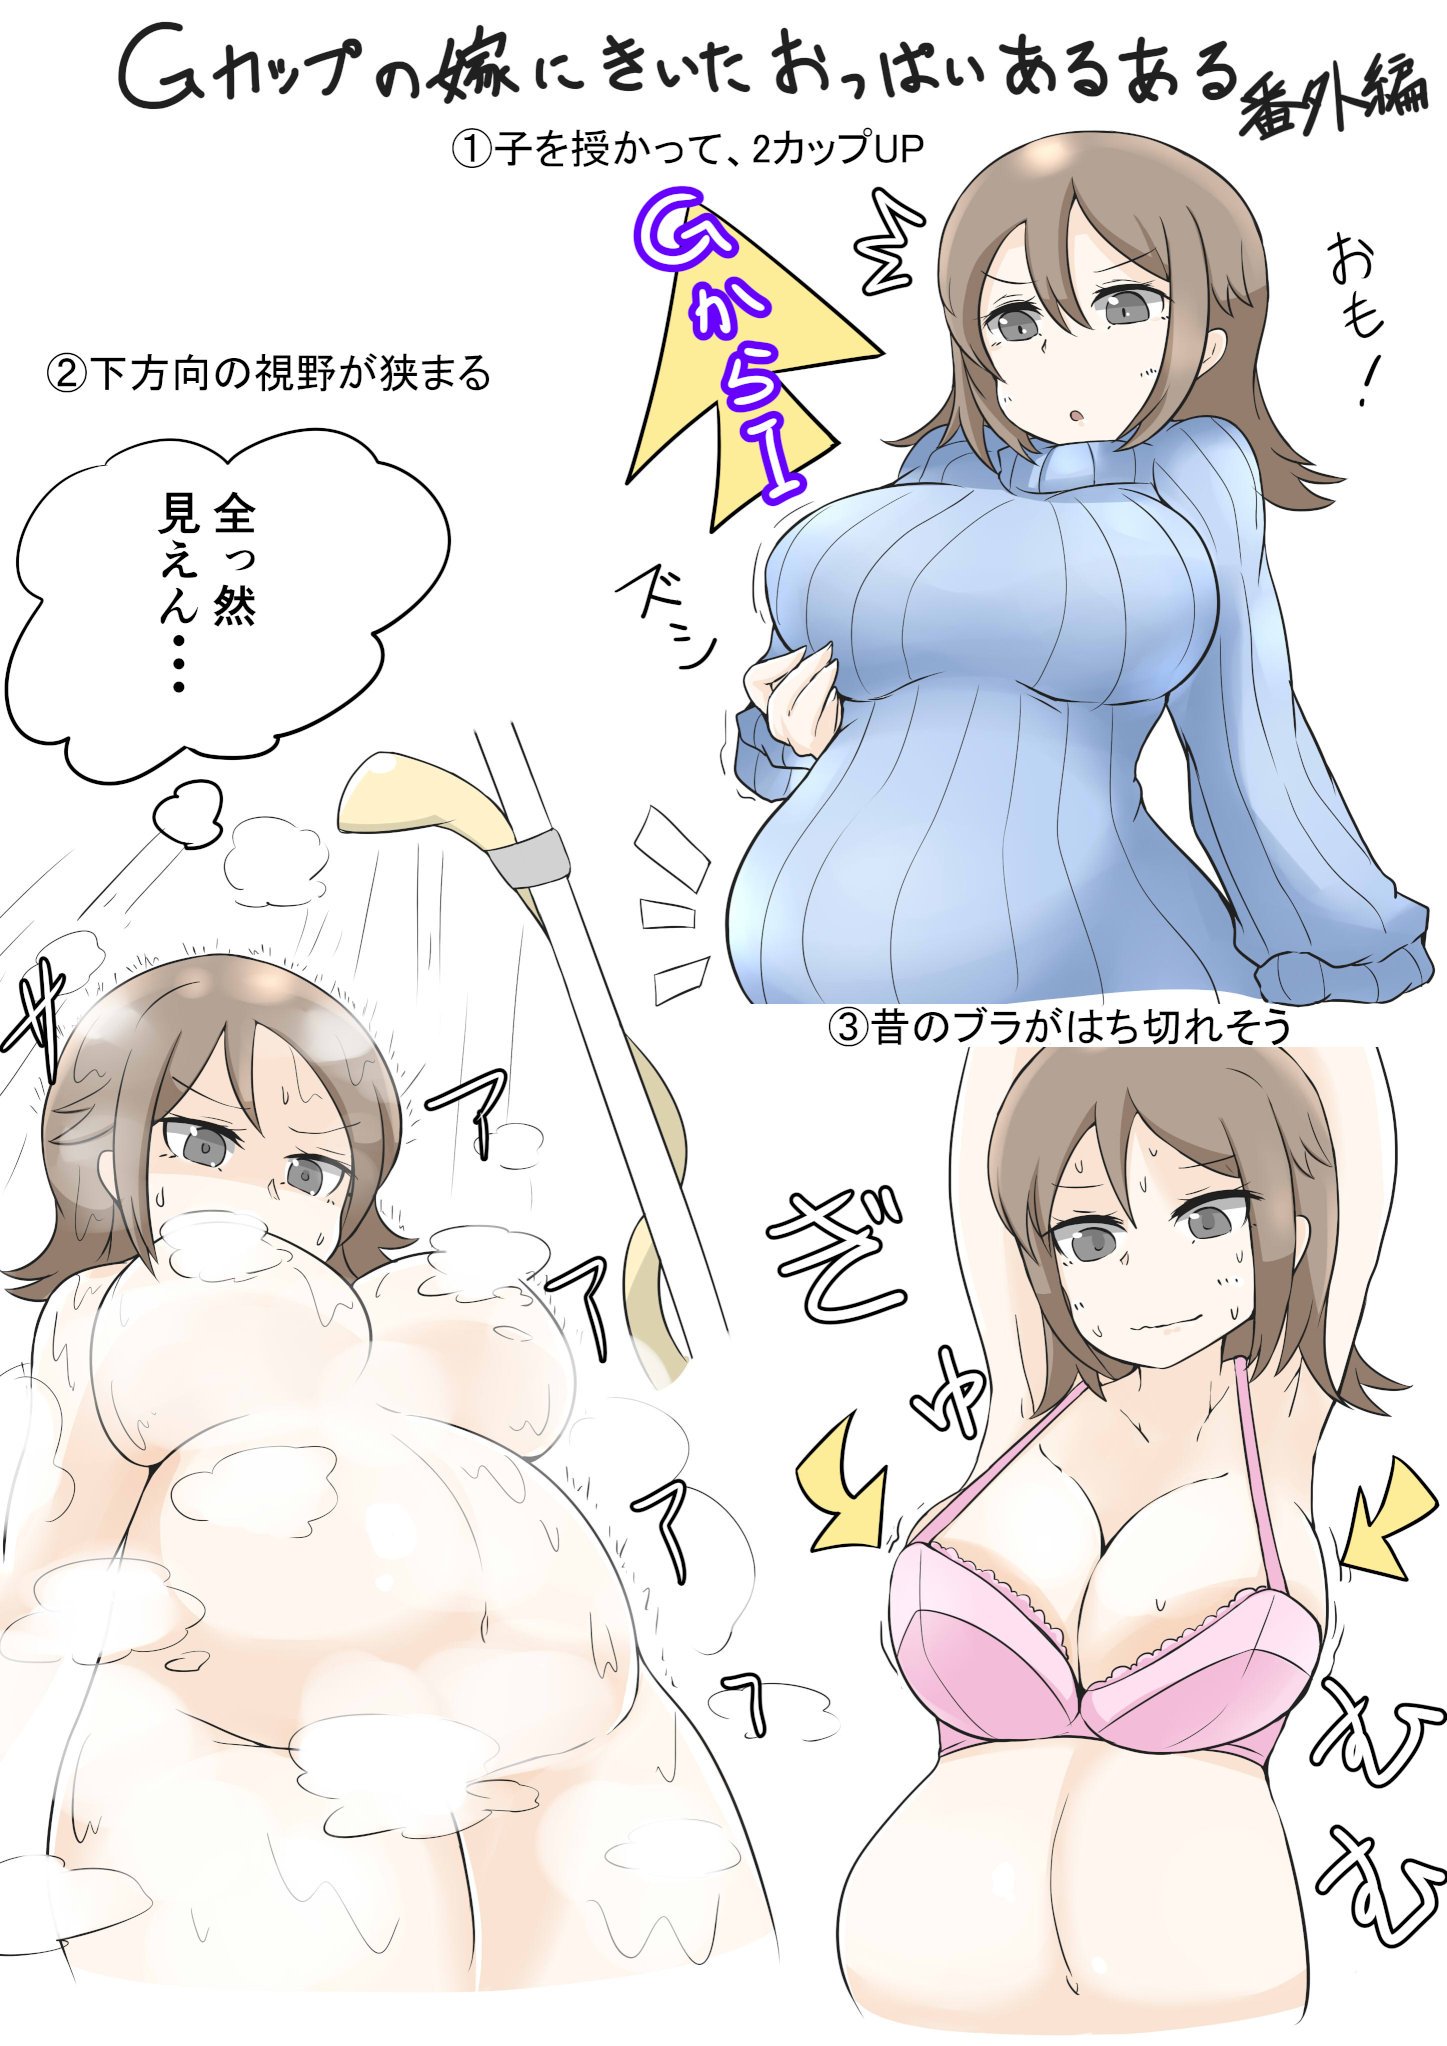 Gカップの嫁にきいたおっぱいあるある番外編
①子を授かって、2カップUP
GからI
おも!
ズシ
②下方向の視野が狭まる
全っ然
見えん・・・
サアアアア
③昔のブラがはち切れそう
ぎゅむむ